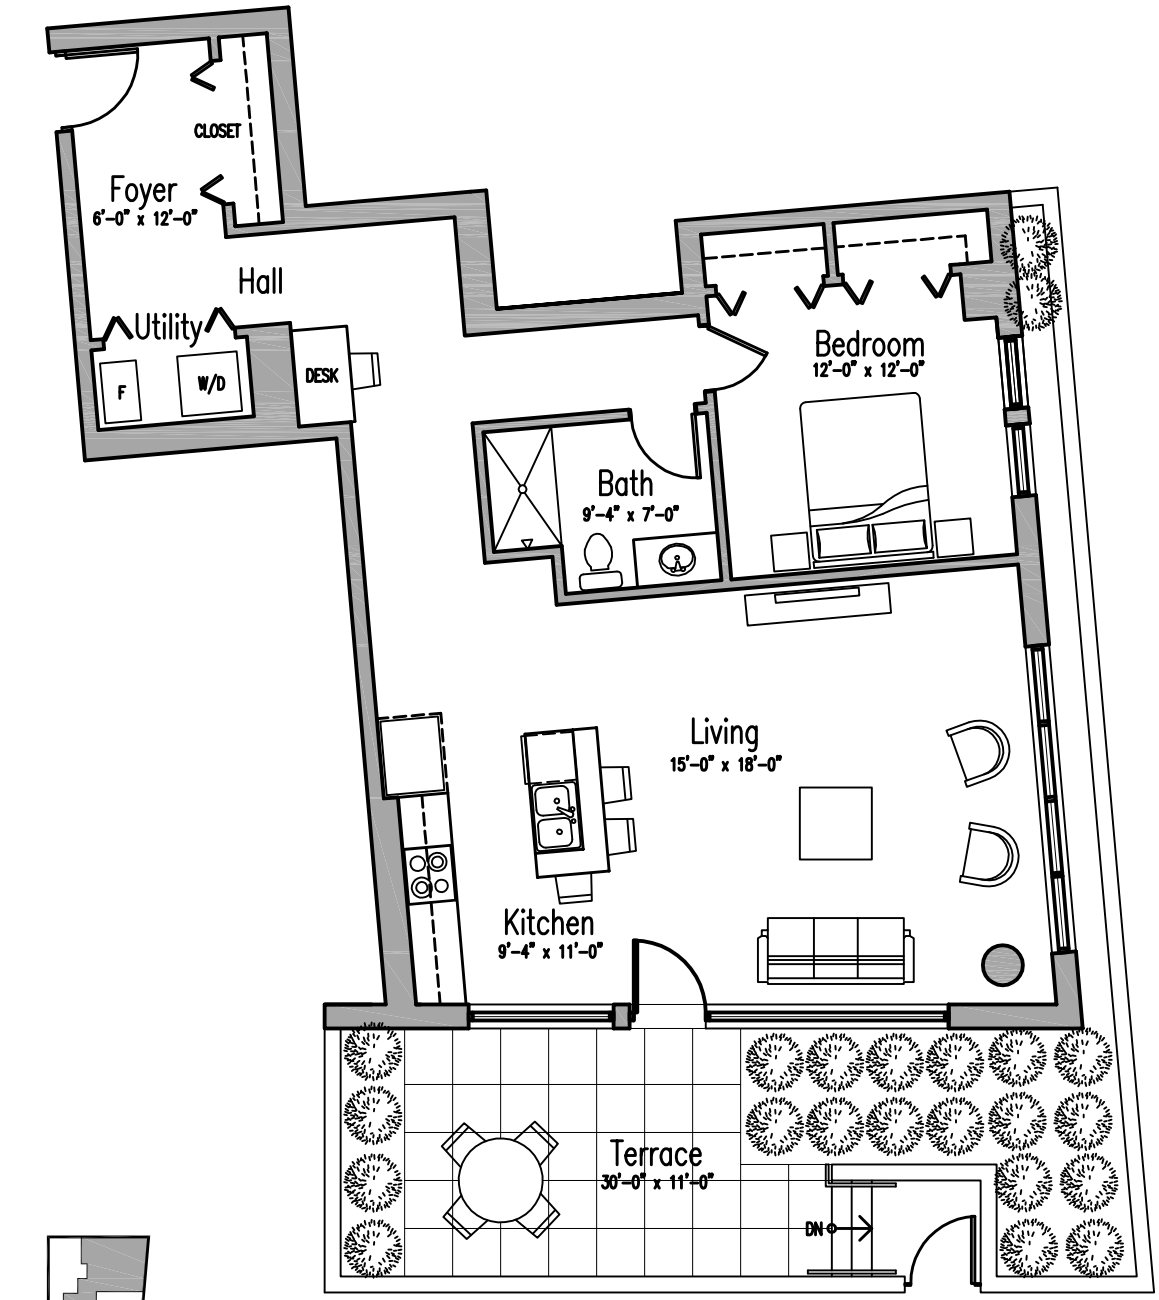 CLOSET
Foyer
6'-0" x 12'-0"
Hall
Utility
F
W/D
DESK
Bedroom
12'-0" x 12'-0"
Bath
9'-4" x 7'-0"
Living
15'-0" x 18'-0"
Kitchen
9'-4" x 11'-0"
Terrace
30'-0" x 11'-0"
DN